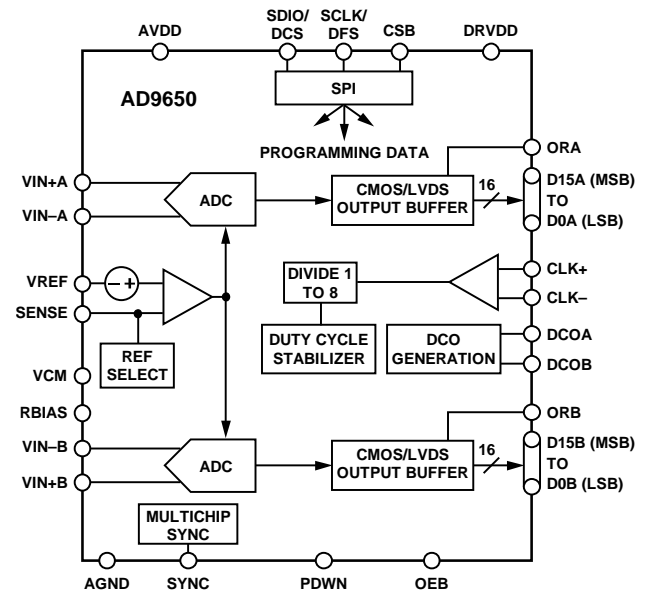 AVDD
SDIO/
DCS
SCLK/
DFS
CSB
DRVDD
AD9650
SPI
PROGRAMMING DATA
ORA
VIN+A
VIN–A
ADC
CMOS/LVDS
OUTPUT BUFFER
16
D15A (MSB)
TO
D0A (LSB)
VREF
– +
SENSE
REF
SELECT
DIVIDE 1
TO 8
DUTY CYCLE
STABILIZER
CLK+
CLK–
DCO
GENERATION
DCOA
DCOB
VCM
RBIAS
ORB
VIN–B
VIN+B
ADC
CMOS/LVDS
OUTPUT BUFFER
16
D15B (MSB)
TO
D0B (LSB)
MULTICHIP
SYNC
AGND
SYNC
PDWN
OEB